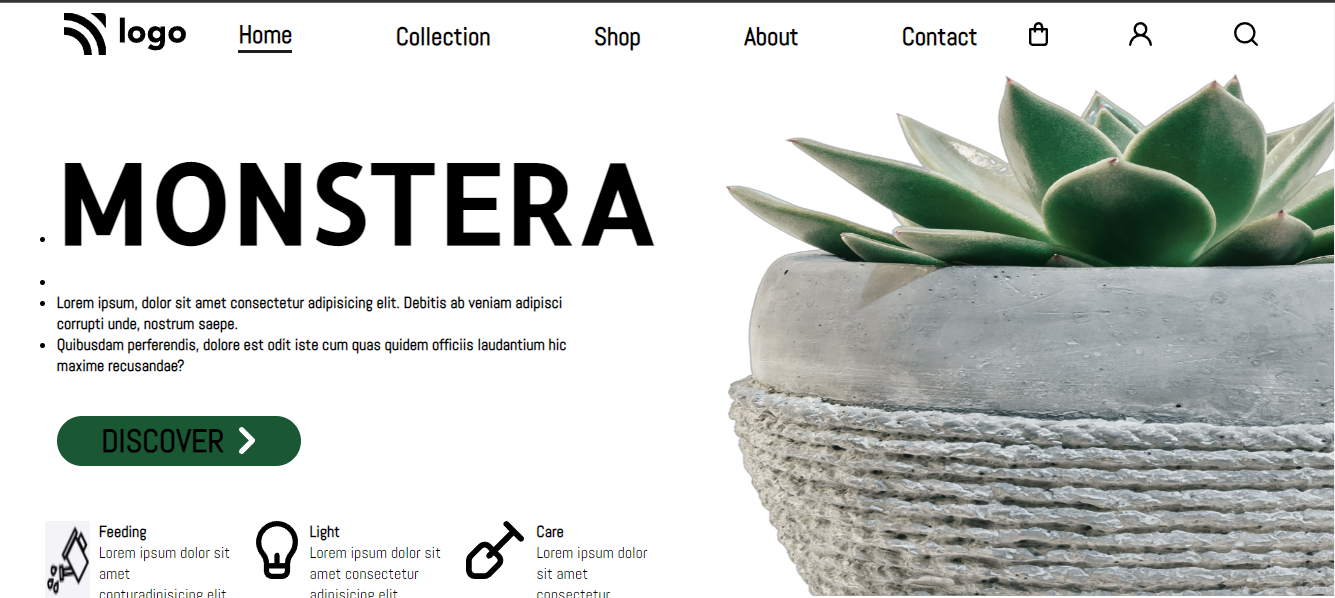 logo
Home Collection Shop About Contact
MONSTERA
Lorem ipsum, dolor sit amet consectetur adipisicing elit. Debitis ab veniam adipisci
corrupti unde, nostrum saepe.
Quibusdam perferendis, dolore est odit iste cum quas quidem officiis laudantium hic
maxime recusandae?
DISCOVER
Feeding
Lorem ipsum dolor sit
amet
conturadipisicing elit.
Light
Lorem ipsum dolor sit
amet consectetur
adipisicing elit.
Care
Lorem ipsum dolor
sit amet
consectetur